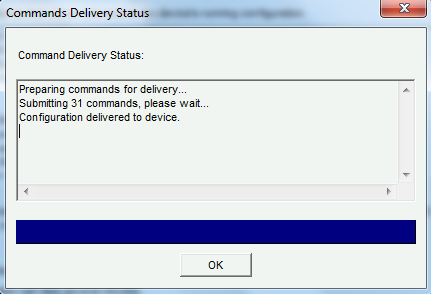 Commands Delivery Status
Command Delivery Status:
Preparing commands for delivery...
Submitting 31 commands, please wait...
Configuration delivered to device.
OK